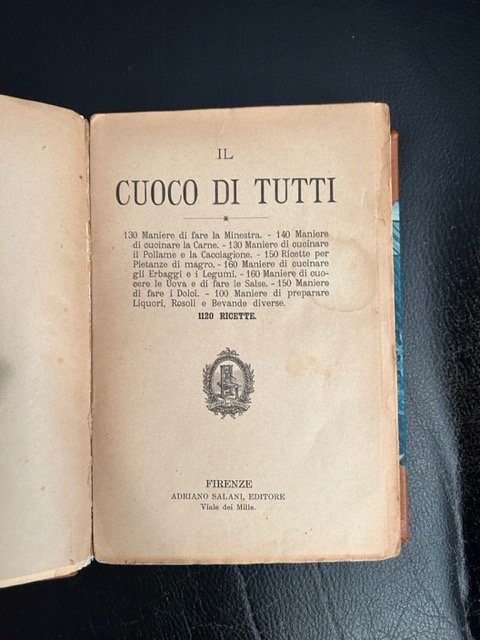 IL
CUOCO DI TUTTI
130 Maniere di fare la Minestra. - 140 Maniere
di cucinare la Carne. - 130 Maniere di cucinare
il Pollame e la Cacciagione. - 150 Ricette per
Pietanze di magro. - 160 Maniere di cucinare
gli Erbaggi e i Legumi. - 160 Maniere di cuo-
cere le Uova e di fare le Salse. - 150 Maniere
di fare i Dolci. - 100 Maniere di preparare
Liquori, Rosoli e Bevande diverse.
1120 RICETTE.
FIRENZE
ADRIANO SALANI, EDITORE
Viale dei Mille.